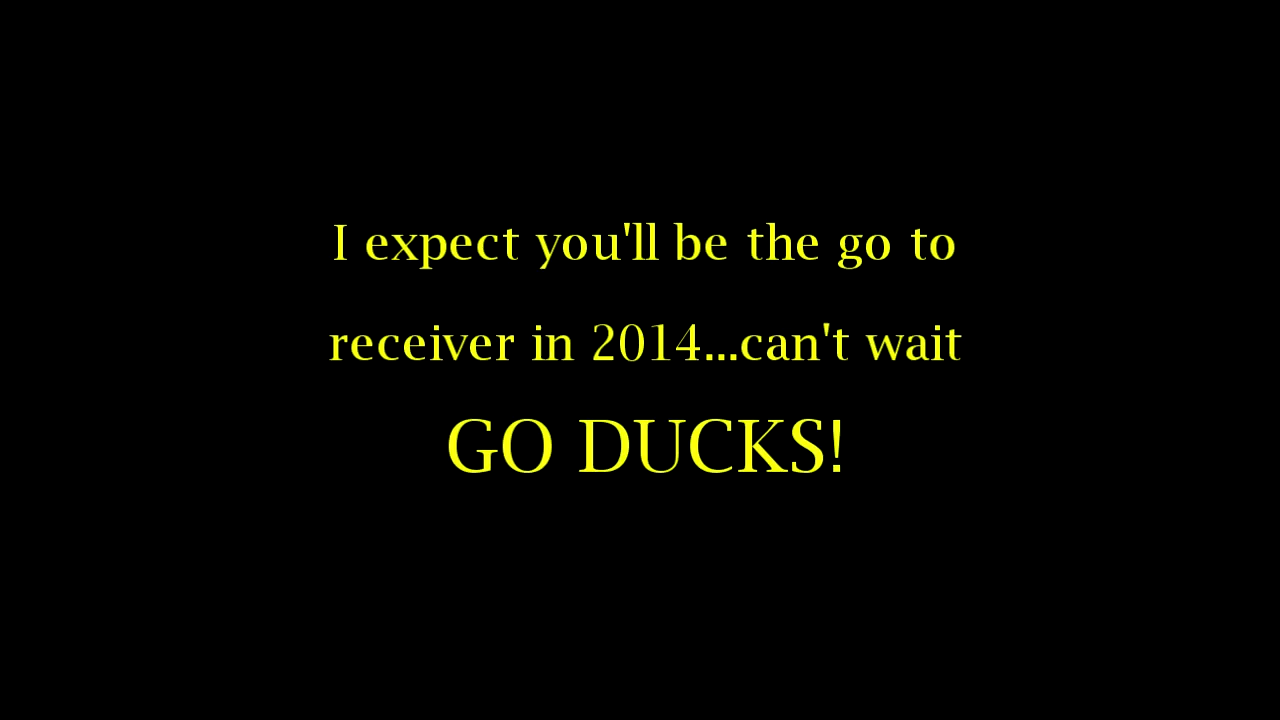 I expect you'll be the go to
receiver in 2014...can't wait
GO DUCKS!